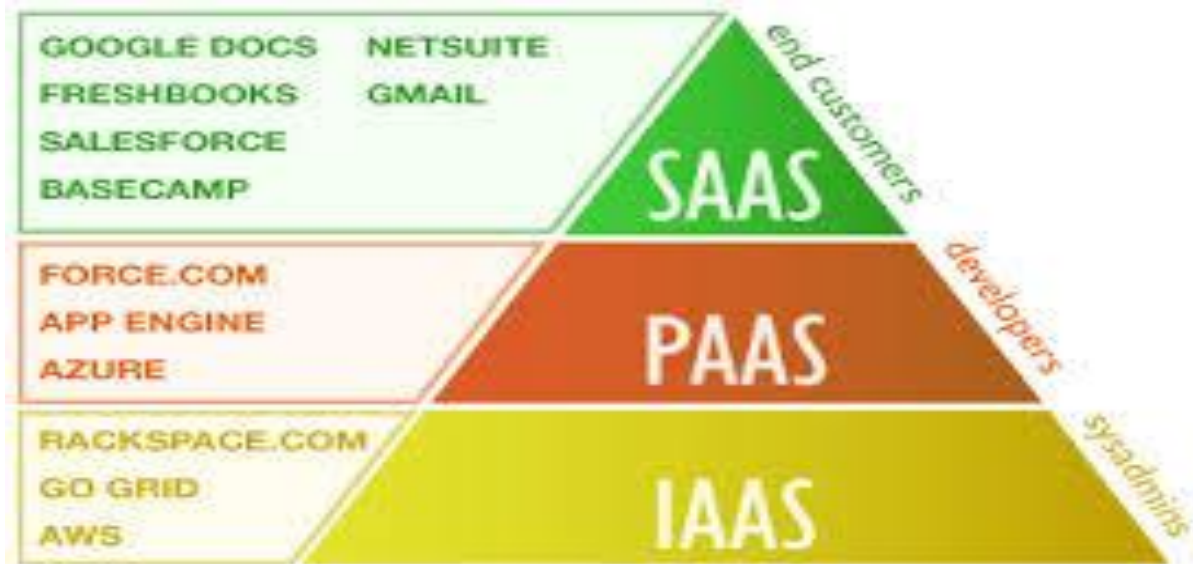 GOOGLE DOCS NETSUITE
FRESHBOOKS GMAIL
SALESFORCE
BASECAMP
SAAS
end customers
FORCE.COM
APP ENGINE
AZURE
PAAS
developers
RACKSPACE.COM
GO GRID
AWS
IAAS
sysadmins